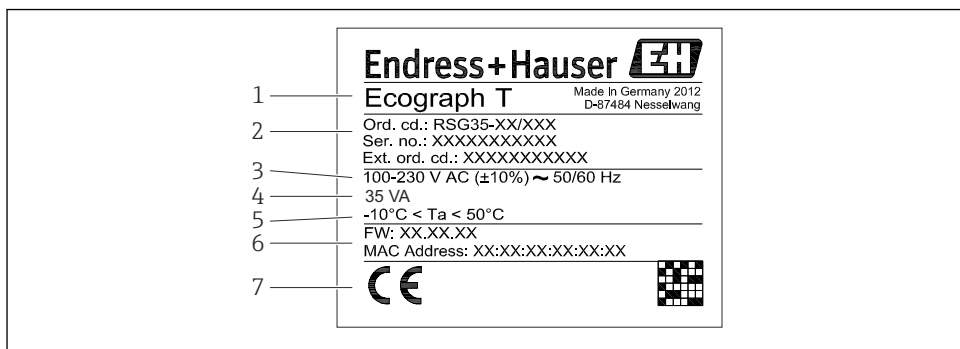 Endress+Hauser EH
1 Ecograph T
Made In Germany 2012
D-87484 Nesselwang
2 Ord. cd.: RSG35-XX/XXX
Ser. no.: XXXXXXXXXXX
Ext. ord. cd.: XXXXXXXXXXX
3 100-230 V AC (±10%) ~ 50/60 Hz
4 35 VA
5 -10°C < Ta < 50°C
6 FW: XX.XX.XX
MAC Address: XX:XX:XX:XX:XX:XX
7 CE